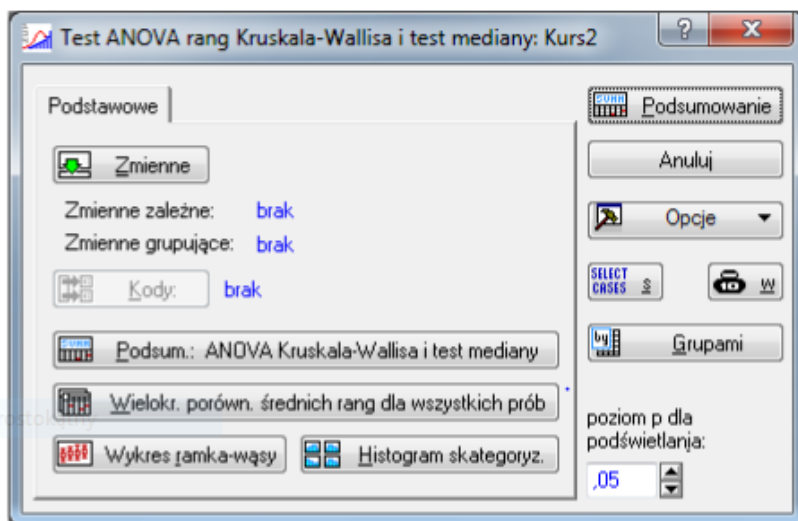 Test ANOVA rang Kruskala-Wallisa i test mediany: Kurs2
Podstawowe
Zmienne
Zmienne zależne: brak
Zmienne grupujące: brak
Kody: brak
Podsum.: ANOVA Kruskala-Wallisa i test mediany
Wielokr. porówn. średnich rang dla wszystkich prób
Wykres ramka-wąsy
Histogram skategoryz.
Podsumowanie
Anuluj
Opcje
SELECT
CASES S
W
by
Grupami
poziom p dla
podświetlania:
,05